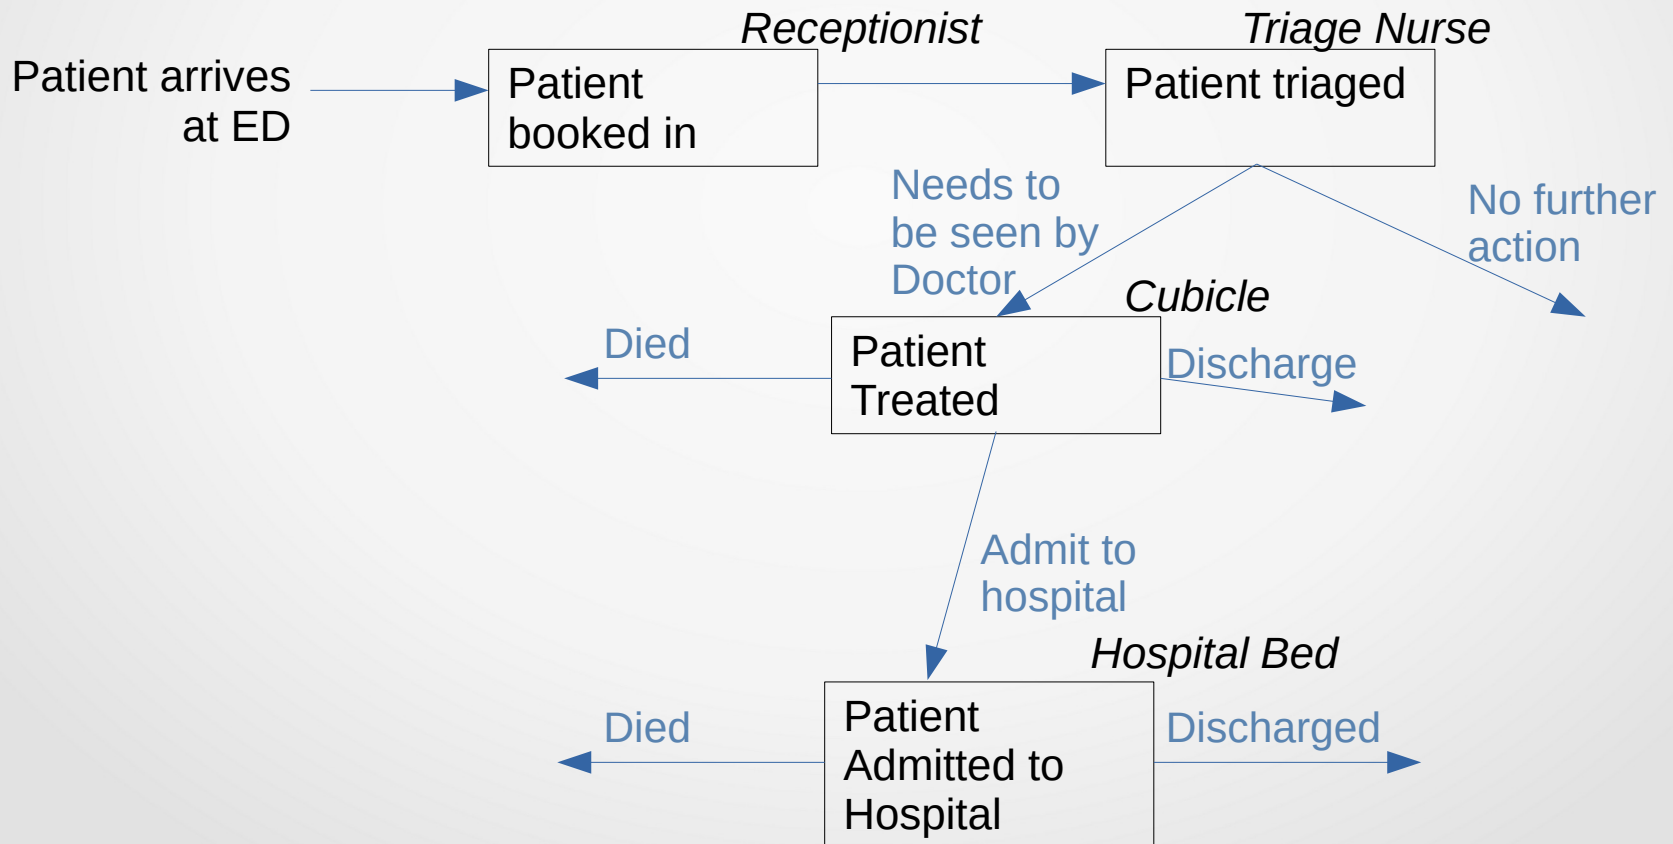 Receptionist
Triage Nurse
Patient arrives
at ED
Patient
booked in
Patient triaged
Needs to
be seen by
Doctor
No further
action
Cubicle
Died
Patient
Treated
Discharge
Admit to
hospital
Hospital Bed
Died
Patient
Admitted to
Hospital
Discharged